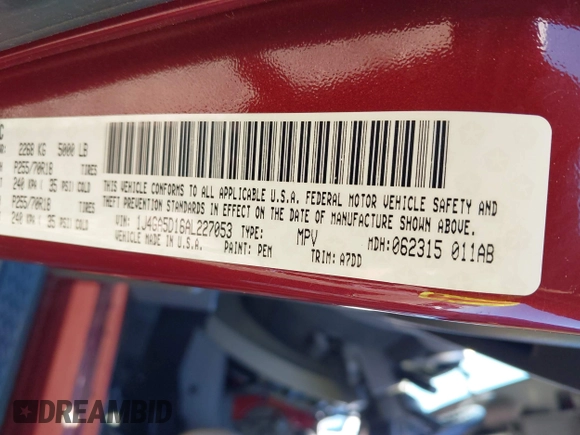 2268 KG 5000 LB
P255/70R18 TIRES
240 KPA/ 35 PSI COLD
P255/70R18 TIRES
240 KPA/ 35 PSI COLD
THIS VEHICLE CONFORMS TO ALL APPLICABLE U.S.A. FEDERAL MOTOR VEHICLE SAFETY AND
THEFT PREVENTION STANDARDS IN EFFECT ON THE DATE OF MANUFACTURE SHOWN ABOVE.
VIN: 1J4GA5D16AL227053 TYPE: MPV MDH: 062315 011AB
MADE IN U.S.A. PAINT: PEM TRIM: A7DD
DREAMBID